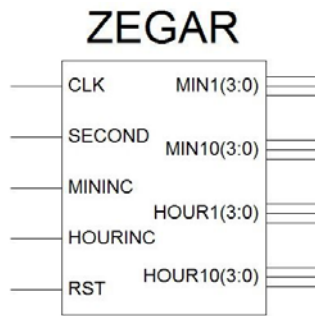 ZEGAR
CLK MIN1(3:0)
SECOND MIN10(3:0)
MININC
HOUR1(3:0)
HOURINC
RST HOUR10(3:0)